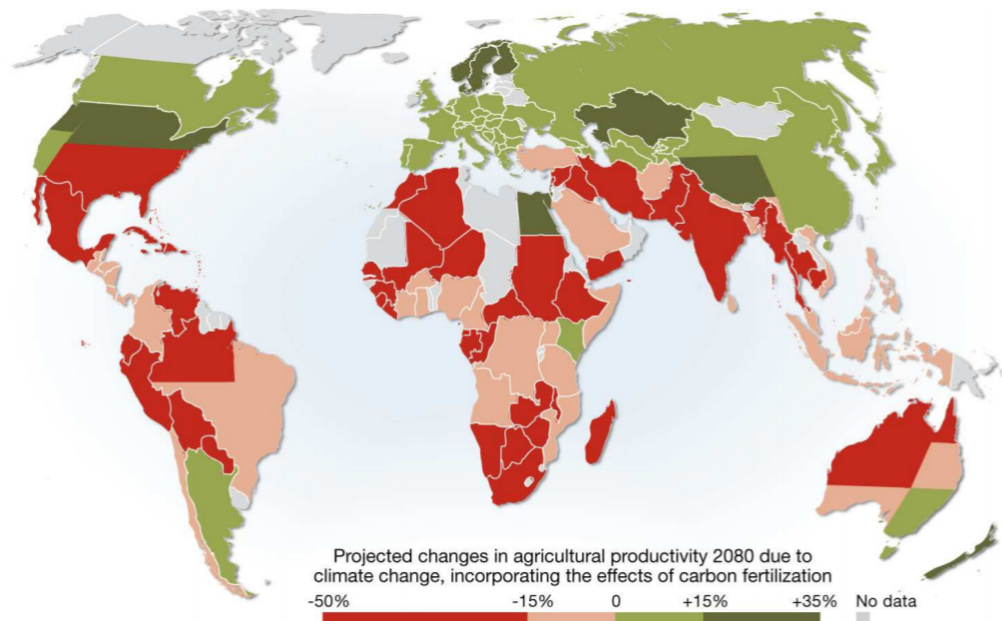 Projected changes in agricultural productivity 2080 due to
climate change, incorporating the effects of carbon fertilization
-50% -15% 0 +15% +35% No data